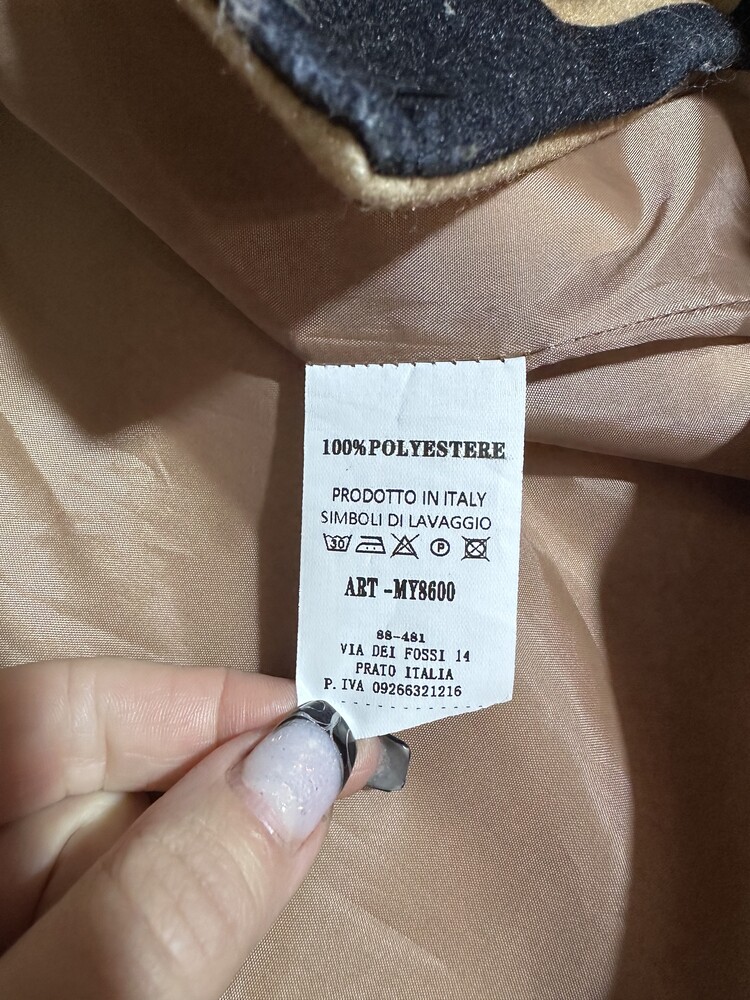 100%POLYESTERE
PRODOTTO IN ITALY
SIMBOLI DI LAVAGGIO
30 P
ART -MY8600
88-481
VIA DEI FOSSI 14
PRATO ITALIA
P. IVA 09266321216